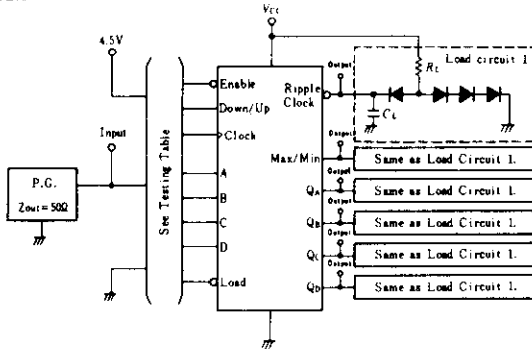 VCC
4.5V
Input
P.G.
Zout=50Ω
See Testing Table
Enable
Down/Up
Clock
A
B
C
D
Load
Ripple
Clock
Max/Min
QA
QB
QC
QD
Output
RL
Load circuit 1
CL
Output
Same as Load Circuit 1.
Output
Same as Load Circuit 1.
Output
Same as Load Circuit 1.
Output
Same as Load Circuit 1.
Output
Same as Load Circuit 1.